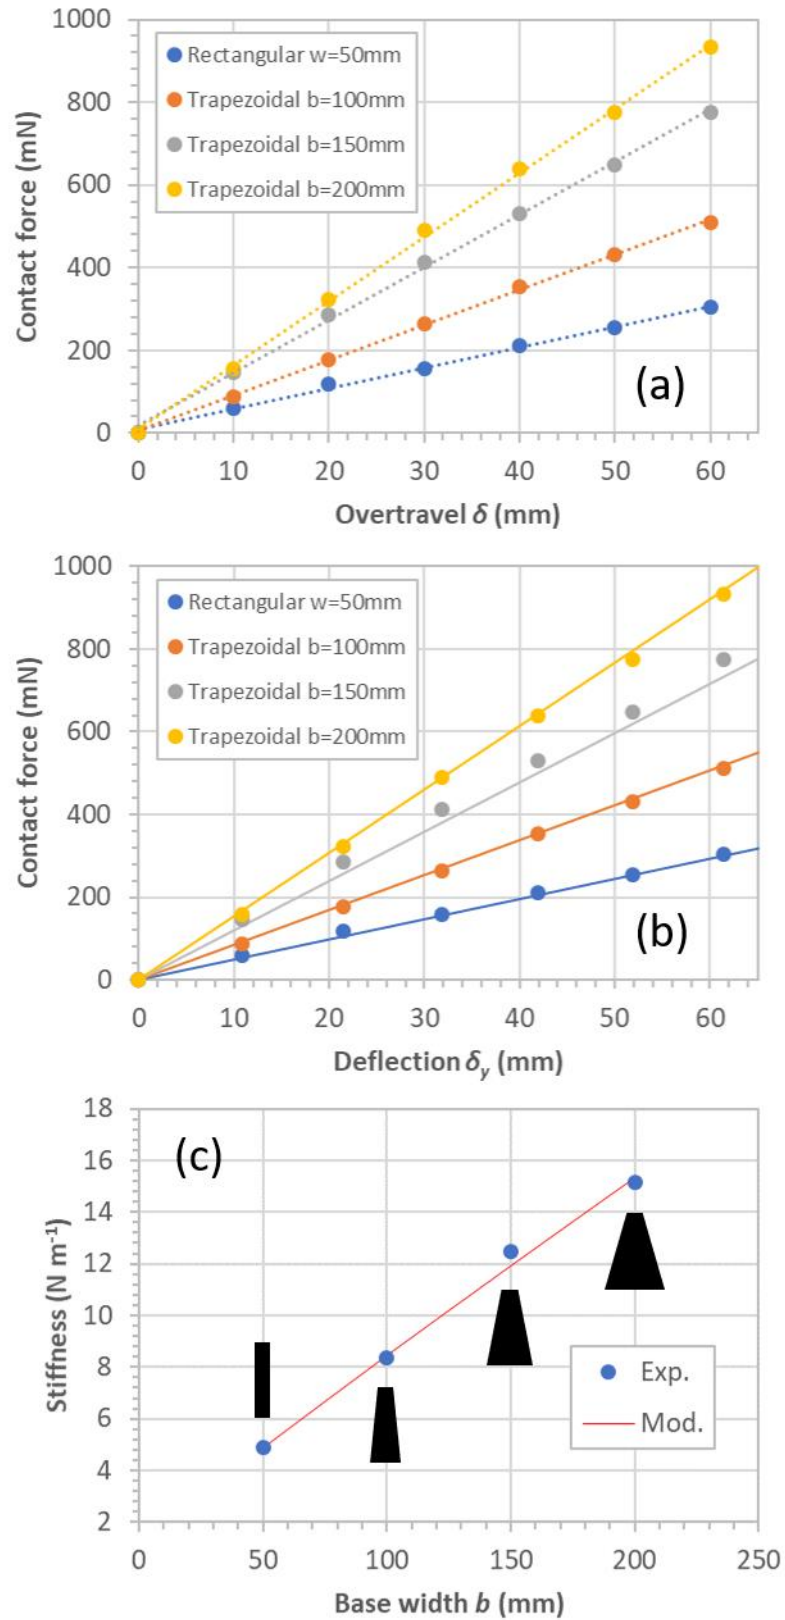 1000
800
600
400
200
0
Contact force (mN)
Rectangular w=50mm
Trapezoidal b=100mm
Trapezoidal b=150mm
Trapezoidal b=200mm
(a)
0 10 20 30 40 50 60
Overtravel δ (mm)
1000
800
600
400
200
0
Contact force (mN)
Rectangular w=50mm
Trapezoidal b=100mm
Trapezoidal b=150mm
Trapezoidal b=200mm
(b)
0 10 20 30 40 50 60
Deflection δy (mm)
18
16
14
12
10
8
6
4
2
Stiffness (N m-1)
(c)
Exp.
Mod.
0 50 100 150 200 250
Base width b (mm)